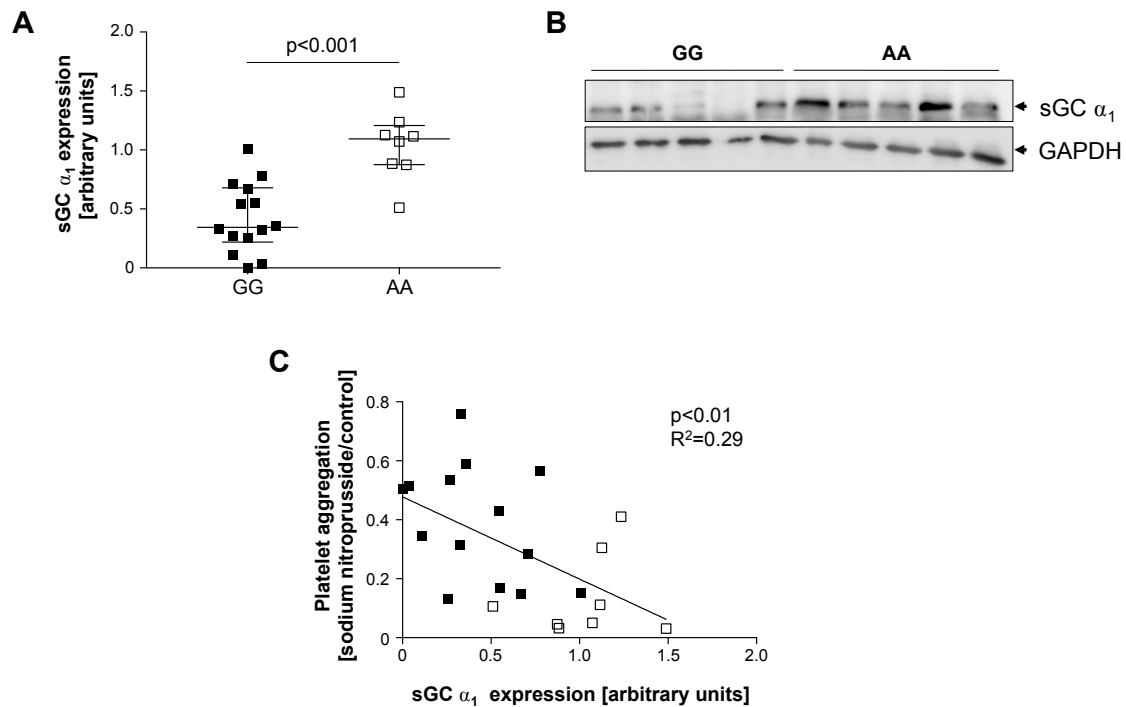 A
sGC α1 expression
[arbitrary units]
2.0
1.5
1.0
0.5
0
p<0.001
GG
AA
B
GG
AA
sGC α1
GAPDH
C
Platelet aggregation
[sodium nitroprusside/control]
0.8
0.6
0.4
0.2
0
p<0.01
R²=0.29
0
0.5
1.0
1.5
2.0
sGC α1 expression [arbitrary units]